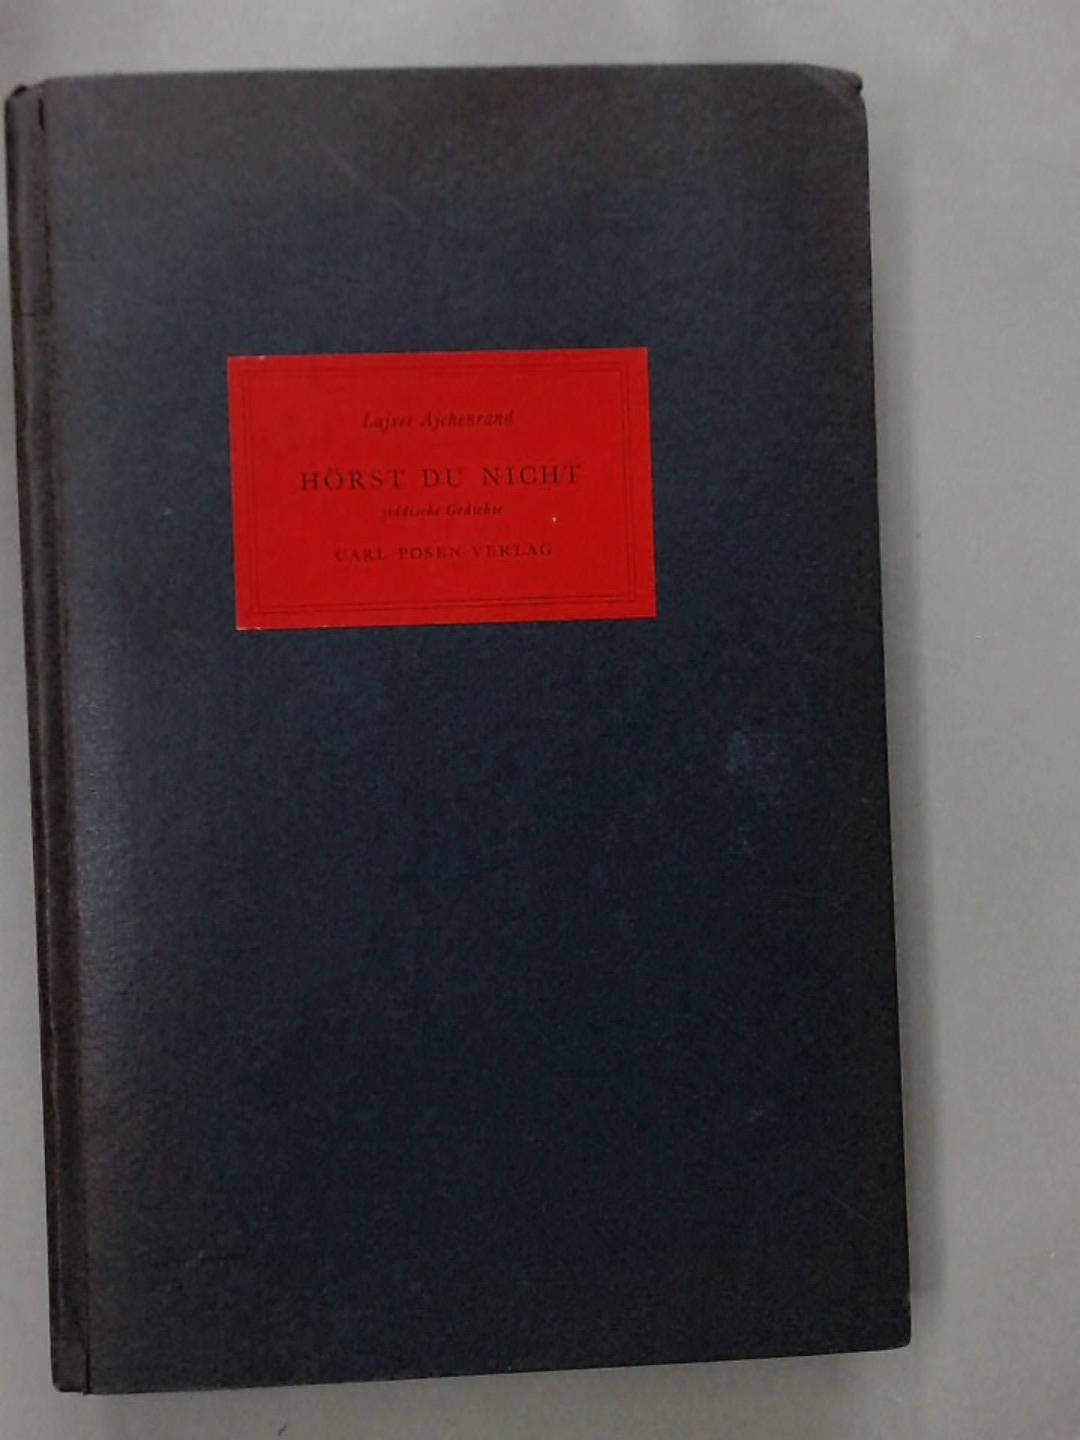 Lajser Ajchenrand
HÖRST DU NICHT
jiddische Gedichte
CARL POSEN VERLAG